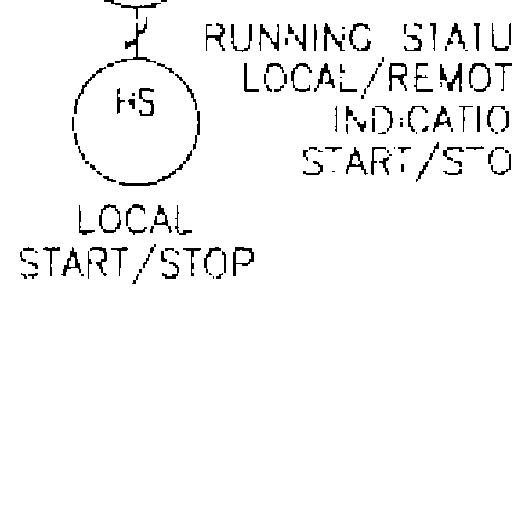 RUNNING STATU
LOCAL/REMOT
INDICATIO
START/STO
HS
LOCAL
START/STOP